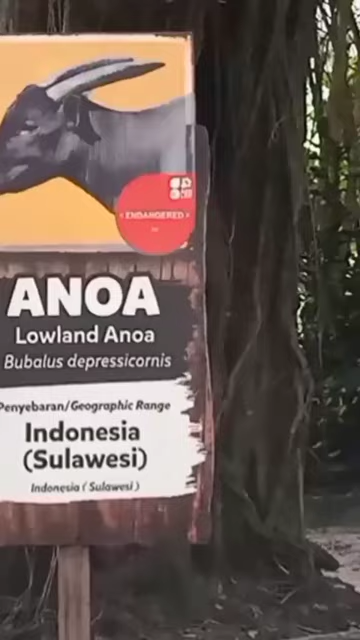 • ENDANGERED •
ANOA
Lowland Anoa
Bubalus depressicornis
Penyebaran/Geographic Range
Indonesia
(Sulawesi)
Indonesia ( Sulawesi )